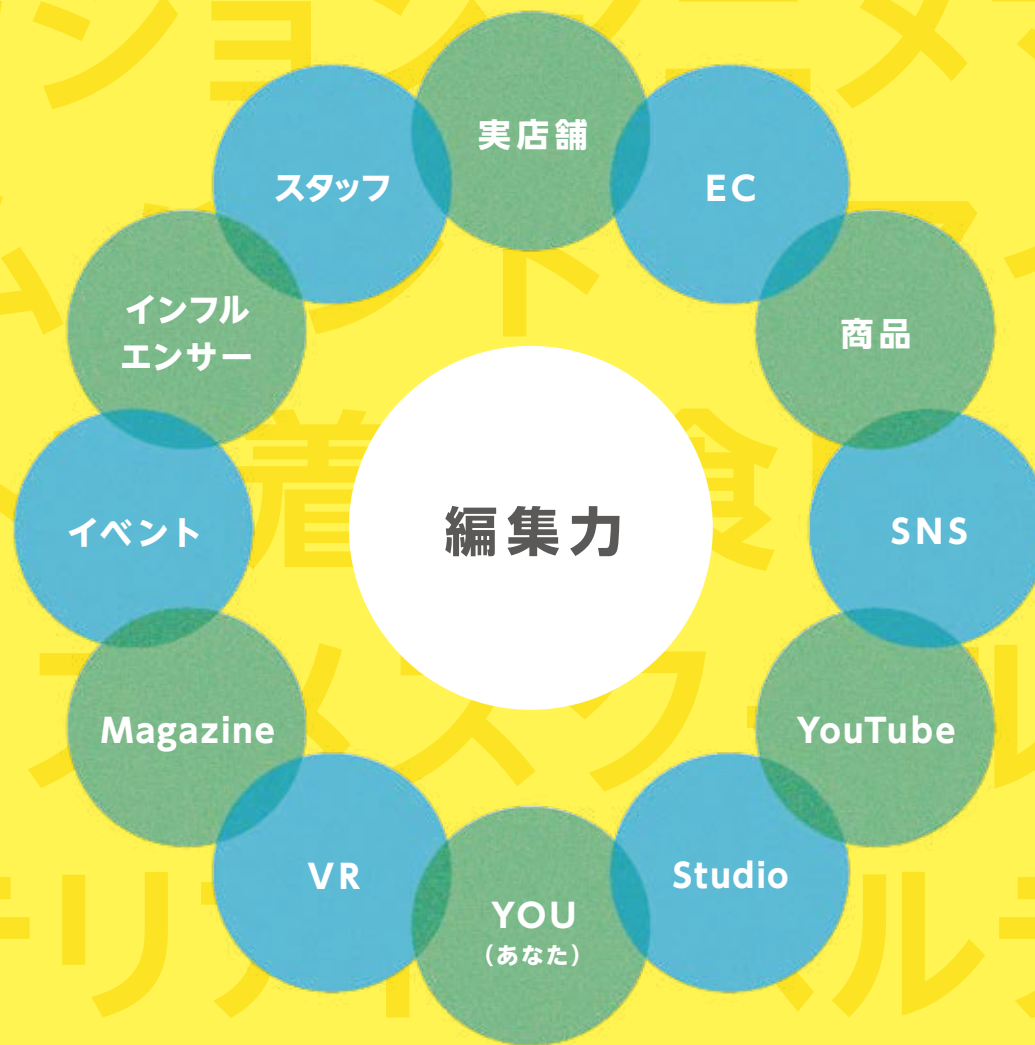 実店舗
EC
商品
SNS
YouTube
Studio
YOU
(あなた)
VR
Magazine
イベント
インフル
エンサー
スタッフ
編集力